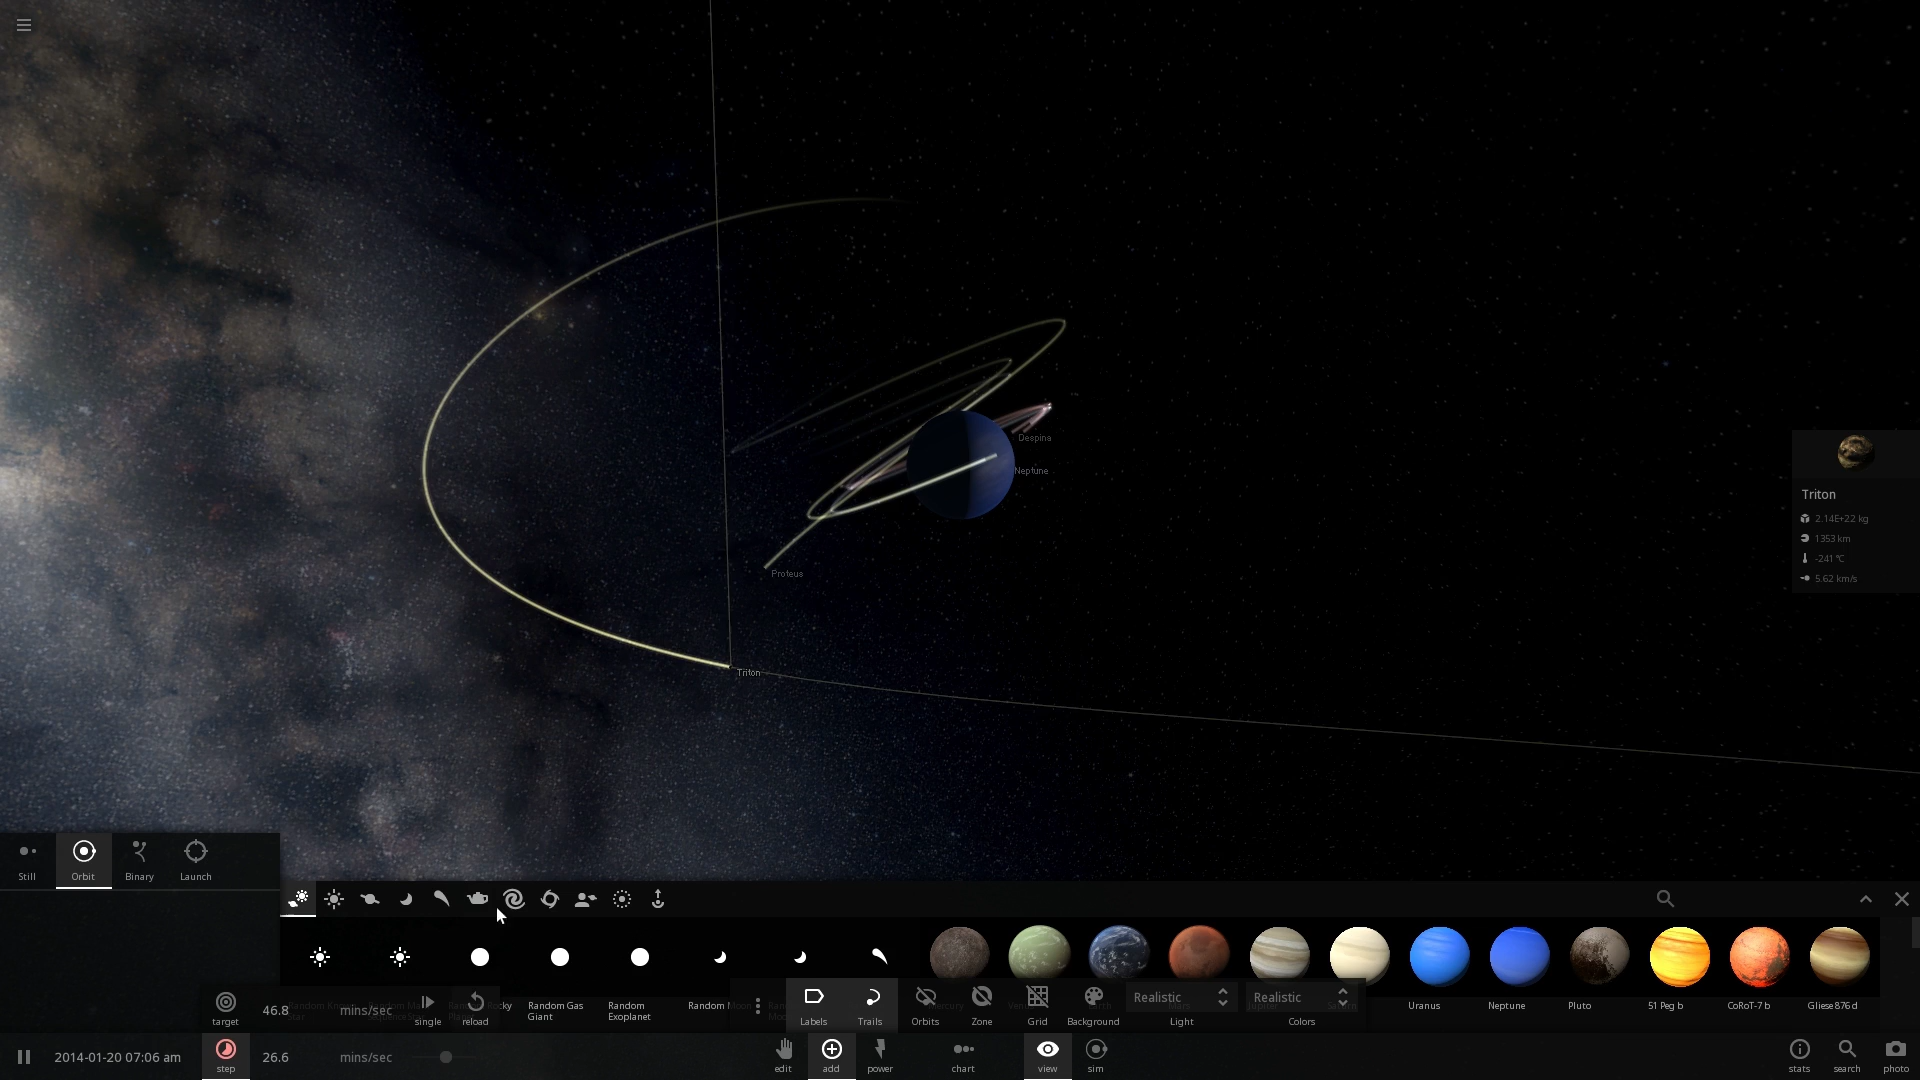 Despina
Neptune
Proteus
Triton
Triton
2.14E+22 kg
1353 km
-241 °C
5.62 km/s
Still
Orbit
Binary
Launch
Random Gas
Giant
Random
Exoplanet
Random Moon
Uranus
Neptune
Pluto
51 Peg b
CoRoT-7 b
Gliese 876 d
target
46.8
mins/sec
single
reload
Labels
Trails
Orbits
Zone
Grid
Background
Realistic
Light
Realistic
Colors
2014-01-20 07:06 am
step
26.6
mins/sec
edit
add
power
chart
view
sim
stats
search
photo